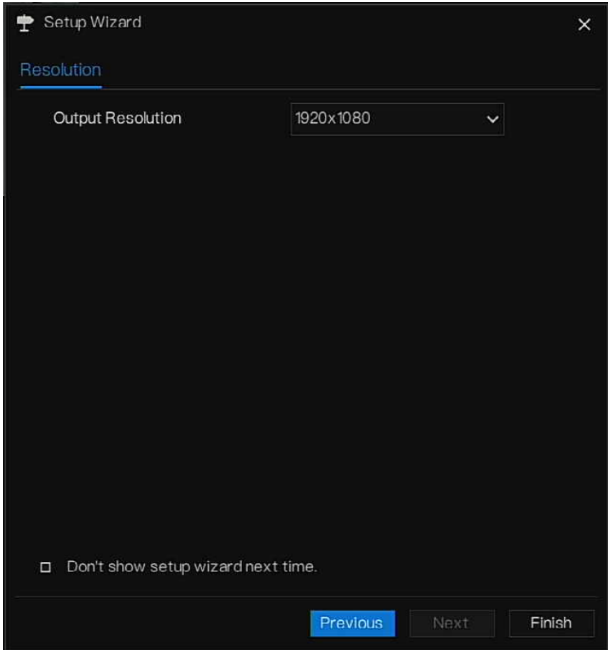 Setup Wizard
Resolution
Output Resolution 1920x1080
Don't show setup wizard next time.
Previous Next Finish